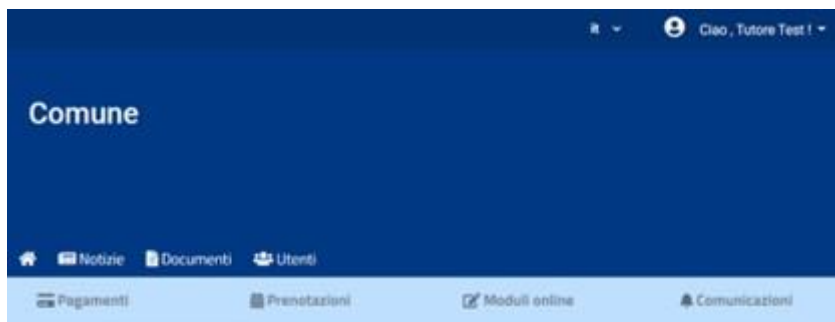 it Ciao , Tutore Test !
Comune
Notizie Documenti Utenti
Pagamenti Prenotazioni Moduli online Comunicazioni